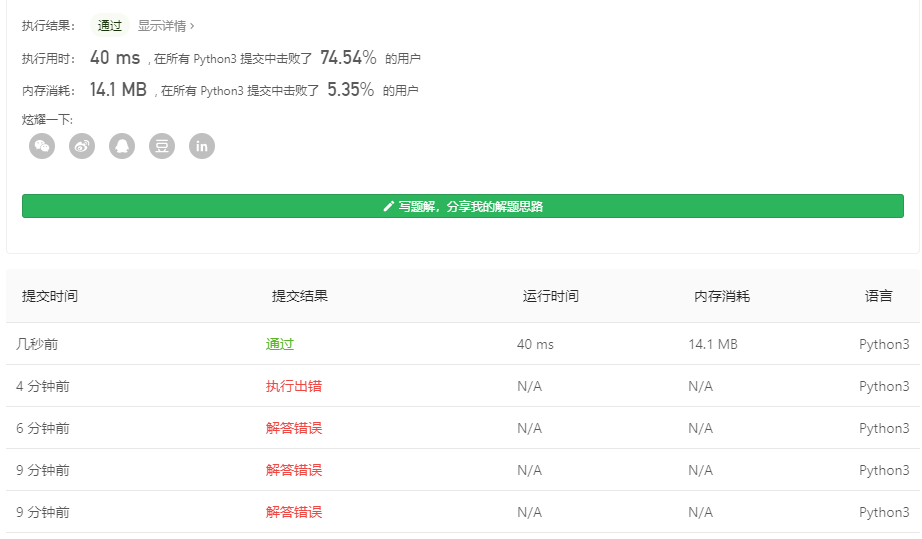 执行结果： 通过 显示详情 ›
执行用时： 40 ms , 在所有 Python3 提交中击败了 74.54% 的用户
内存消耗： 14.1 MB , 在所有 Python3 提交中击败了 5.35% 的用户
炫耀一下:
豆 in
写题解，分享我的解题思路
提交时间 提交结果 运行时间 内存消耗 语言
几秒前 通过 40 ms 14.1 MB Python3
4 分钟前 执行出错 N/A N/A Python3
6 分钟前 解答错误 N/A N/A Python3
9 分钟前 解答错误 N/A N/A Python3
9 分钟前 解答错误 N/A N/A Python3